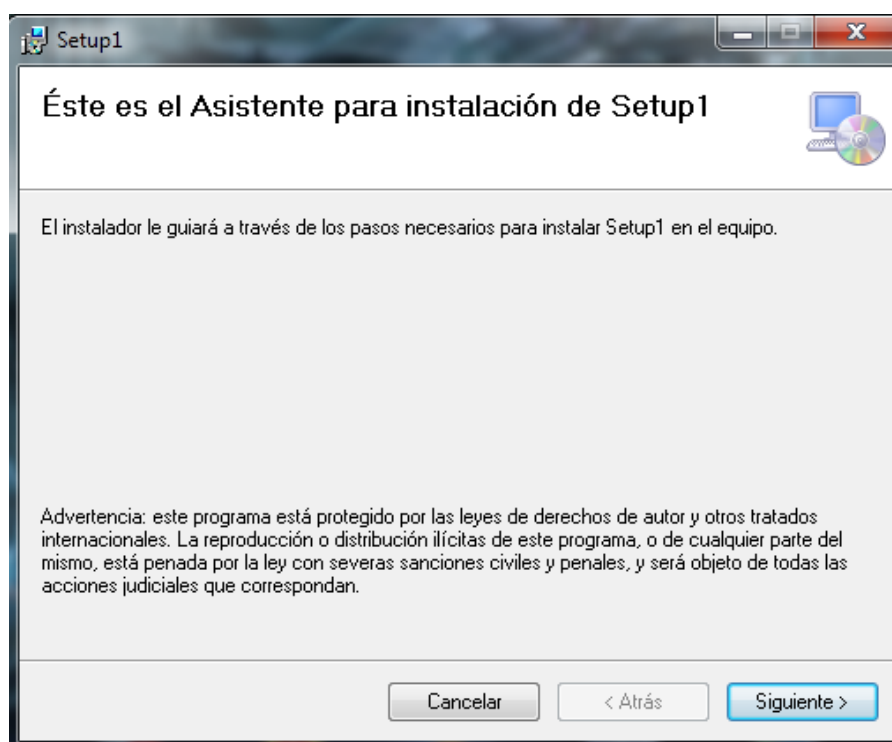 Setup1
Éste es el Asistente para instalación de Setup1
El instalador le guiará a través de los pasos necesarios para instalar Setup1 en el equipo.
Advertencia: este programa está protegido por las leyes de derechos de autor y otros tratados
internacionales. La reproducción o distribución ilícitas de este programa, o de cualquier parte del
mismo, está penada por la ley con severas sanciones civiles y penales, y será objeto de todas las
acciones judiciales que correspondan.
Cancelar < Atrás Siguiente >